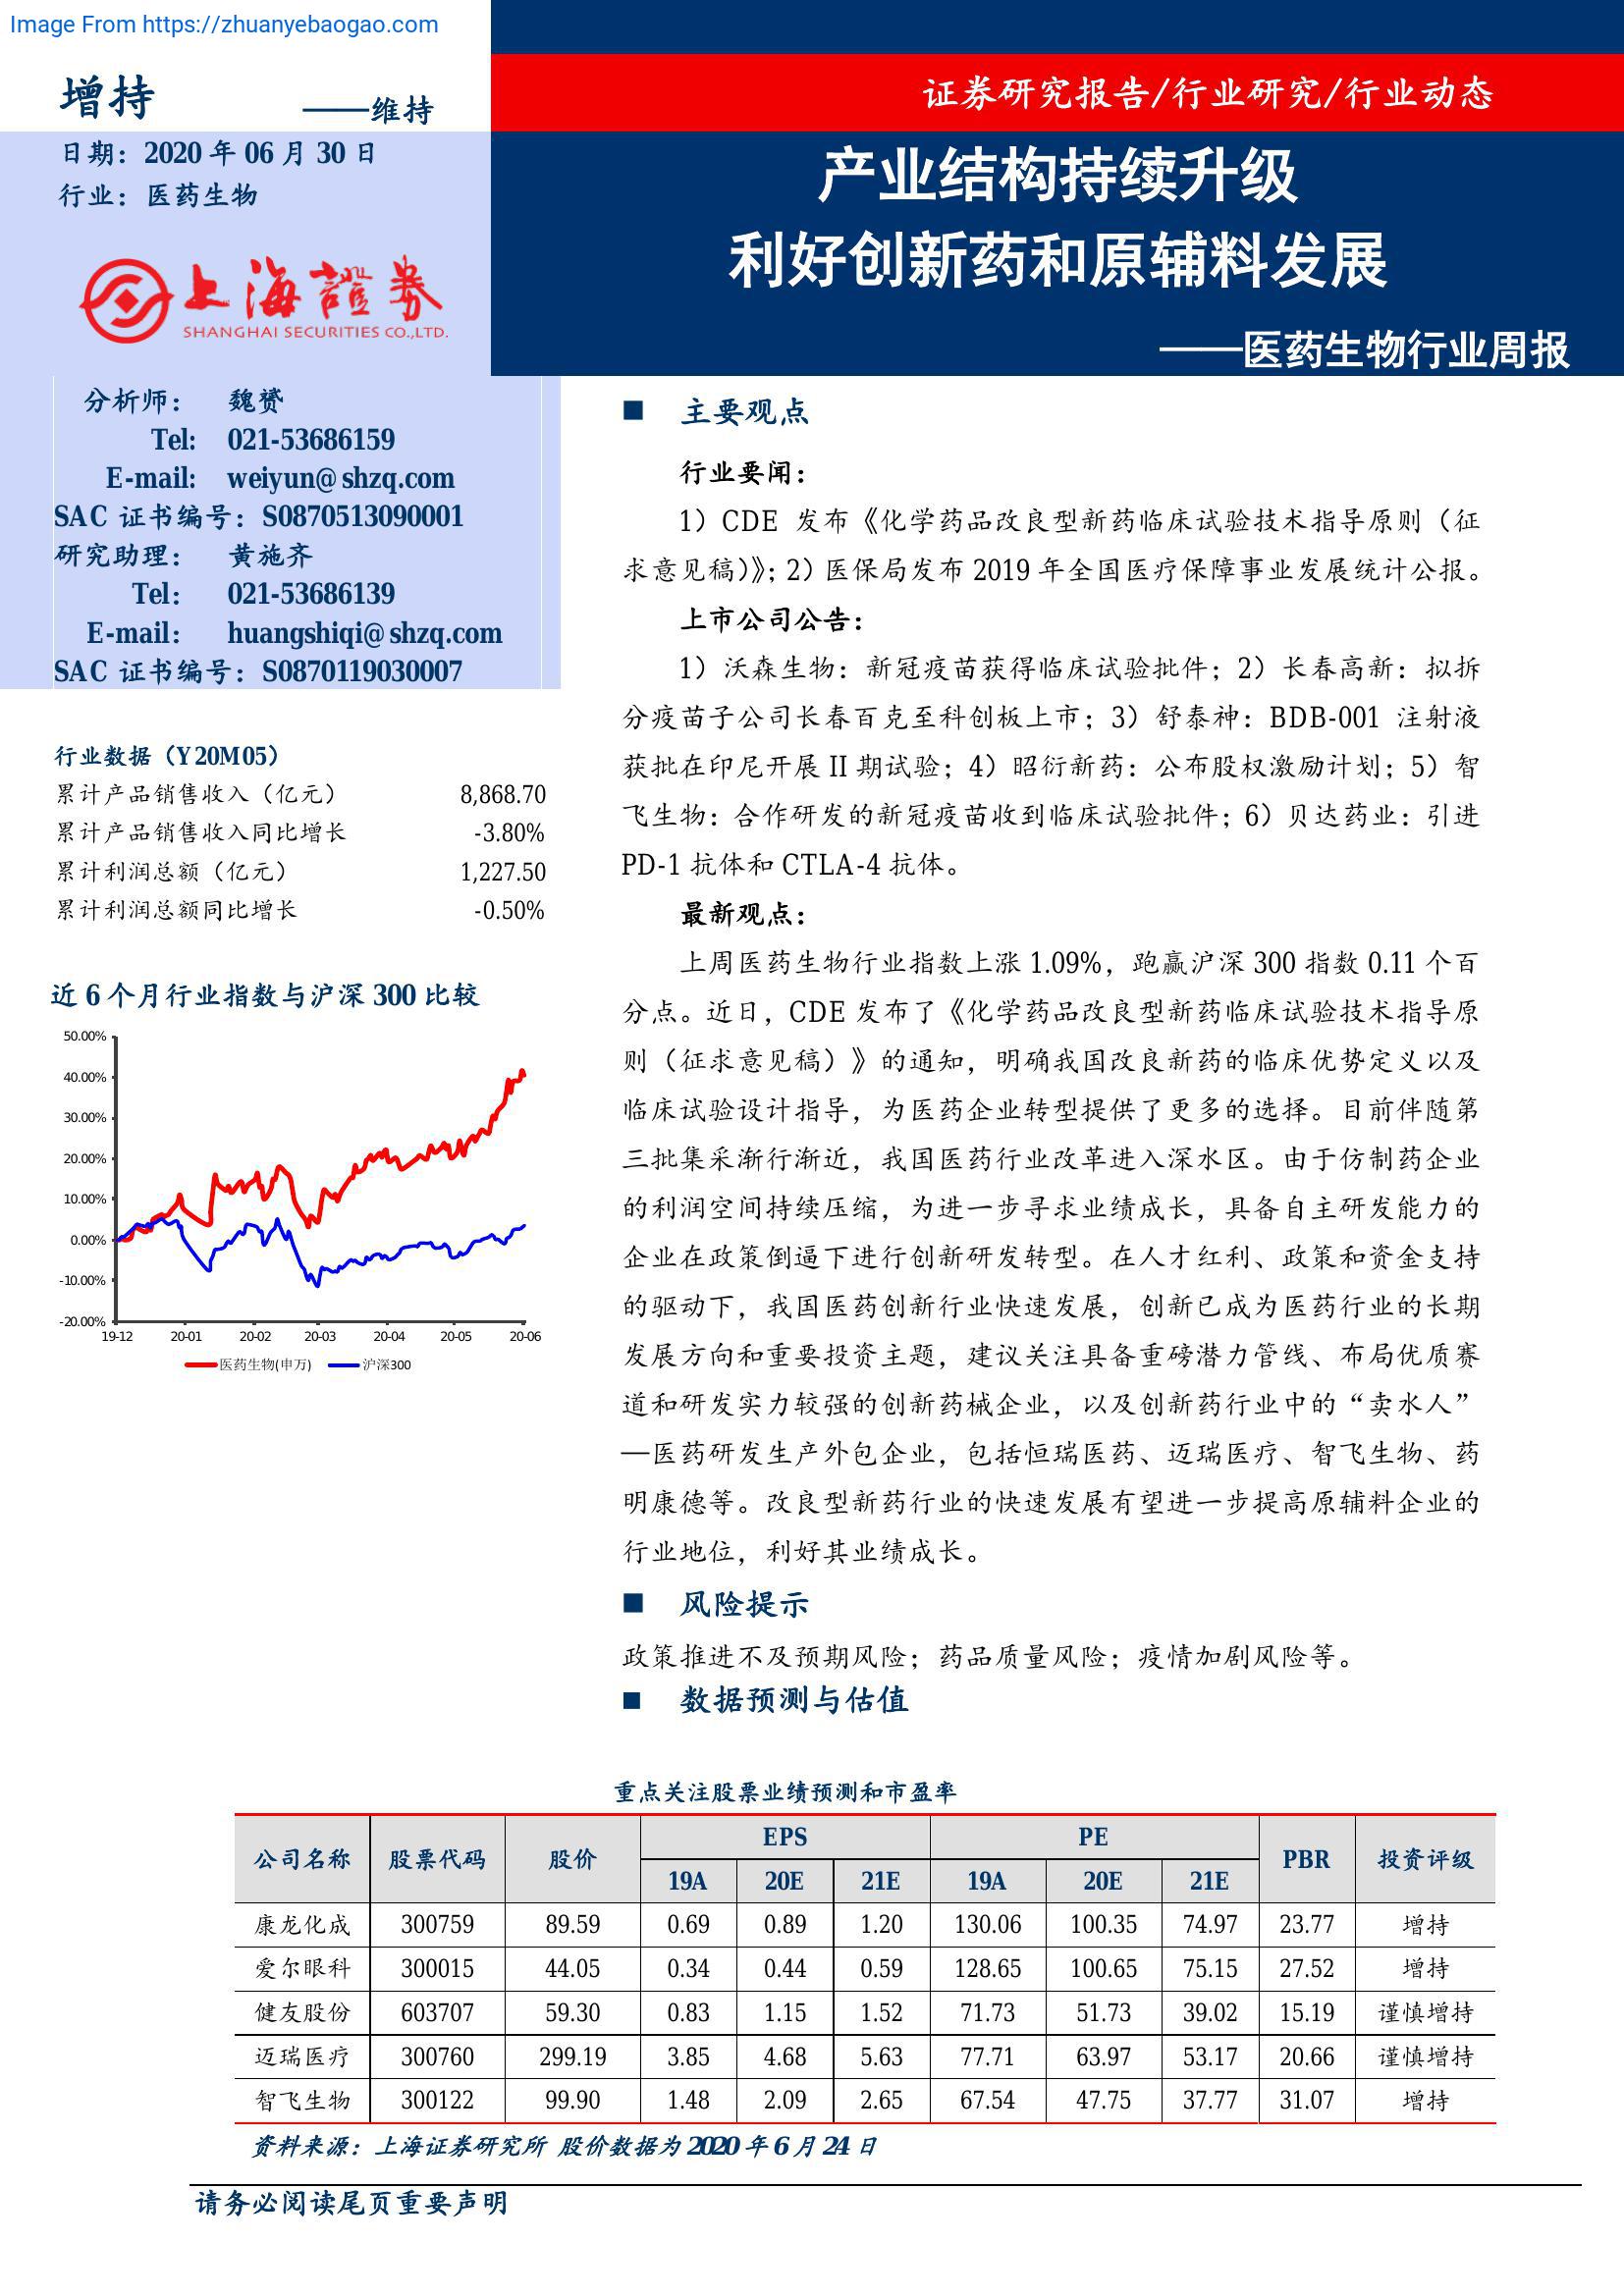 Image From https://zhuanyebaogao.com
增持
——维持
日期：2020 年 06 月 30 日
行业：医药生物
上海證券
SHANGHAI SECURITIES CO.,LTD.
证券研究报告/行业研究/行业动态
产业结构持续升级
利好创新药和原辅料发展
——医药生物行业周报
分析师： 魏赟
Tel: 021-53686159
E-mail: weiyun@shzq.com
SAC 证书编号：S0870513090001
研究助理： 黄施齐
Tel： 021-53686139
E-mail： huangshiqi@shzq.com
SAC 证书编号：S0870119030007
行业数据（Y20M05）
累计产品销售收入（亿元） 8,868.70
累计产品销售收入同比增长 -3.80%
累计利润总额（亿元） 1,227.50
累计利润总额同比增长 -0.50%
近 6 个月行业指数与沪深 300 比较
50.00%
40.00%
30.00%
20.00%
10.00%
0.00%
-10.00%
-20.00%
19-12 20-01 20-02 20-03 20-04 20-05 20-06
医药生物(申万) 沪深300
■ 主要观点
行业要闻：
1）CDE 发布《化学药品改良型新药临床试验技术指导原则（征
求意见稿）》；2）医保局发布 2019 年全国医疗保障事业发展统计公报。
上市公司公告：
1）沃森生物：新冠疫苗获得临床试验批件；2）长春高新：拟拆
分疫苗子公司长春百克至科创板上市；3）舒泰神：BDB-001 注射液
获批在印尼开展 II 期试验；4）昭衍新药：公布股权激励计划；5）智
飞生物：合作研发的新冠疫苗收到临床试验批件；6）贝达药业：引进
PD-1 抗体和 CTLA-4 抗体。
最新观点：
上周医药生物行业指数上涨 1.09%，跑赢沪深 300 指数 0.11 个百
分点。近日，CDE 发布了《化学药品改良型新药临床试验技术指导原
则（征求意见稿）》的通知，明确我国改良新药的临床优势定义以及
临床试验设计指导，为医药企业转型提供了更多的选择。目前伴随第
三批集采渐行渐近，我国医药行业改革进入深水区。由于仿制药企业
的利润空间持续压缩，为进一步寻求业绩成长，具备自主研发能力的
企业在政策倒逼下进行创新研发转型。在人才红利、政策和资金支持
的驱动下，我国医药创新行业快速发展，创新已成为医药行业的长期
发展方向和重要投资主题，建议关注具备重磅潜力管线、布局优质赛
道和研发实力较强的创新药械企业，以及创新药行业中的“卖水人”
—医药研发生产外包企业，包括恒瑞医药、迈瑞医疗、智飞生物、药
明康德等。改良型新药行业的快速发展有望进一步提高原辅料企业的
行业地位，利好其业绩成长。
■ 风险提示
政策推进不及预期风险；药品质量风险；疫情加剧风险等。
■ 数据预测与估值
重点关注股票业绩预测和市盈率
公司名称 股票代码 股价 EPS PE PBR 投资评级
19A 20E 21E 19A 20E 21E
康龙化成 300759 89.59 0.69 0.89 1.20 130.06 100.35 74.97 23.77 增持
爱尔眼科 300015 44.05 0.34 0.44 0.59 128.65 100.65 75.15 27.52 增持
健友股份 603707 59.30 0.83 1.15 1.52 71.73 51.73 39.02 15.19 谨慎增持
迈瑞医疗 300760 299.19 3.85 4.68 5.63 77.71 63.97 53.17 20.66 谨慎增持
智飞生物 300122 99.90 1.48 2.09 2.65 67.54 47.75 37.77 31.07 增持
资料来源：上海证券研究所 股价数据为 2020 年 6 月 24 日
请务必阅读尾页重要声明